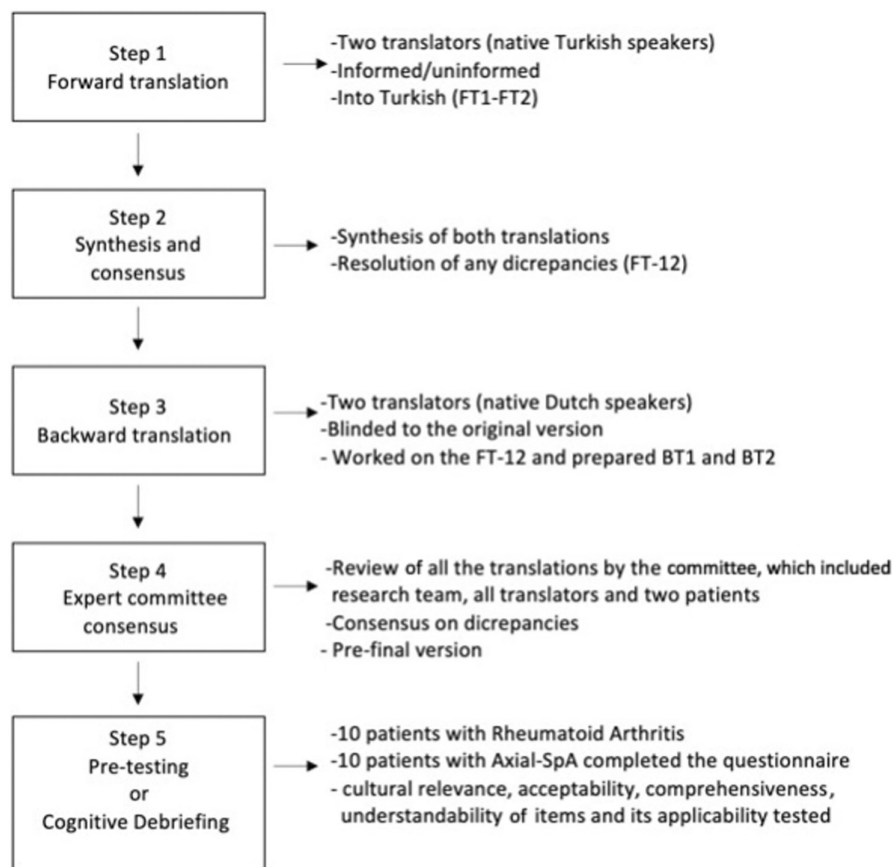 Step 1
Forward translation
-Two translators (native Turkish speakers)
-Informed/uninformed
-Into Turkish (FT1-FT2)
Step 2
Synthesis and
consensus
-Synthesis of both translations
-Resolution of any dicrepancies (FT-12)
Step 3
Backward translation
-Two translators (native Dutch speakers)
-Blinded to the original version
- Worked on the FT-12 and prepared BT1 and BT2
Step 4
Expert committee
consensus
-Review of all the translations by the committee, which included
research team, all translators and two patients
-Consensus on dicrepancies
- Pre-final version
Step 5
Pre-testing
or
Cognitive Debriefing
-10 patients with Rheumatoid Arthritis
-10 patients with Axial-SpA completed the questionnaire
- cultural relevance, acceptability, comprehensiveness,
understandability of items and its applicability tested